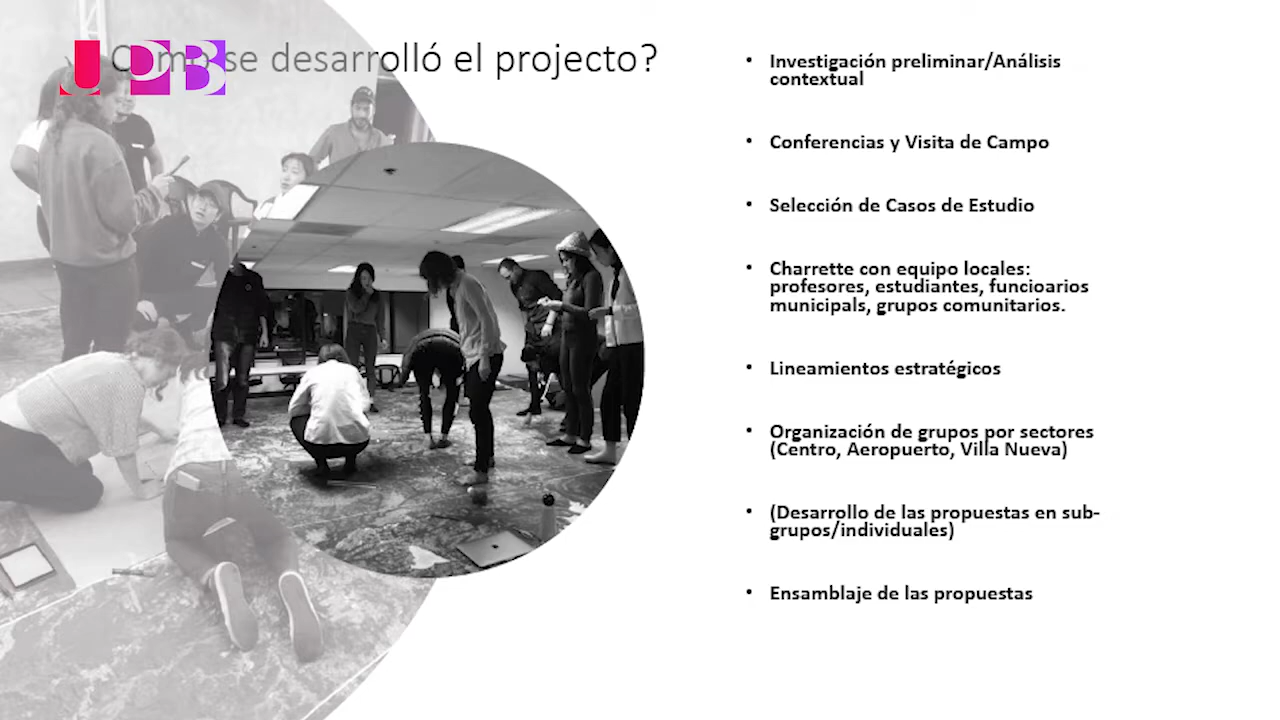 ¿Como se desarrolló el projecto?
UPB
• Investigación preliminar/Análisis
contextual
• Conferencias y Visita de Campo
• Selección de Casos de Estudio
• Charrette con equipo locales:
profesores, estudiantes, funcioarios
municipals, grupos comunitarios.
• Lineamientos estratégicos
• Organización de grupos por sectores
(Centro, Aeropuerto, Villa Nueva)
• (Desarrollo de las propuestas en sub-
grupos/individuales)
• Ensamblaje de las propuestas